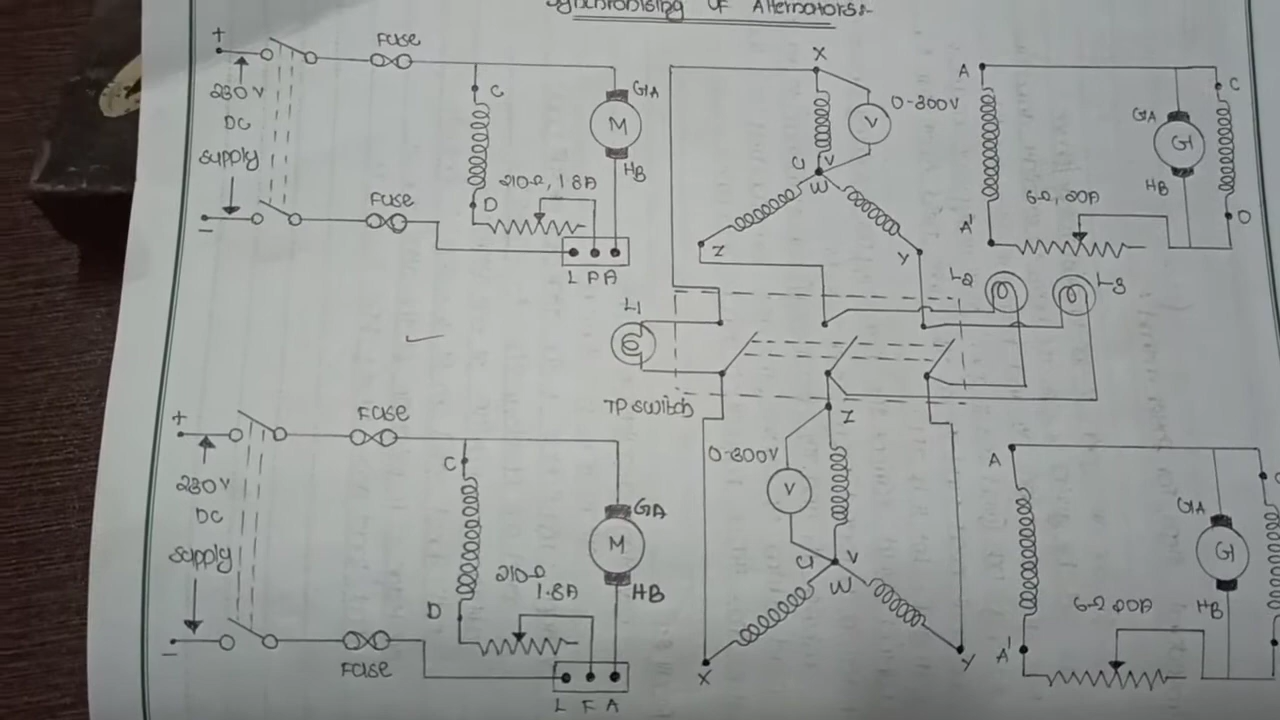 Synchronising Of Alternators:-
+
230V
DC
supply
-
Fuse
Fuse
C
D
210Ω, 1.8A
GA
M
HB
L F A
X
V
0-300V
U V
W
Z
Y
A
A'
C
GA
G
HB
D
6Ω, 20A
L1
L2
L3
TP switch
+
230V
DC
supply
-
Fuse
Fuse
C
D
210Ω
1.8A
GA
M
HB
L F A
Z
0-300V
V
U V
W
X
Y
A
A'
GA
G
HB
6Ω 20A